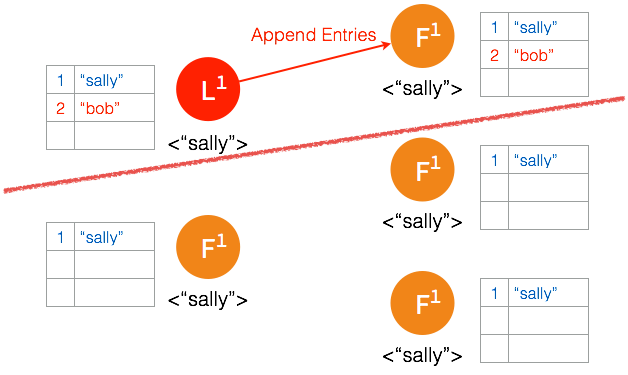 Append Entries
F¹
1 “sally”
2 “bob”
<“sally”>
1 “sally”
2 “bob”
L¹
<“sally”>
F¹
1 “sally”
<“sally”>
1 “sally”
F¹
<“sally”>
F¹
1 “sally”
<“sally”>